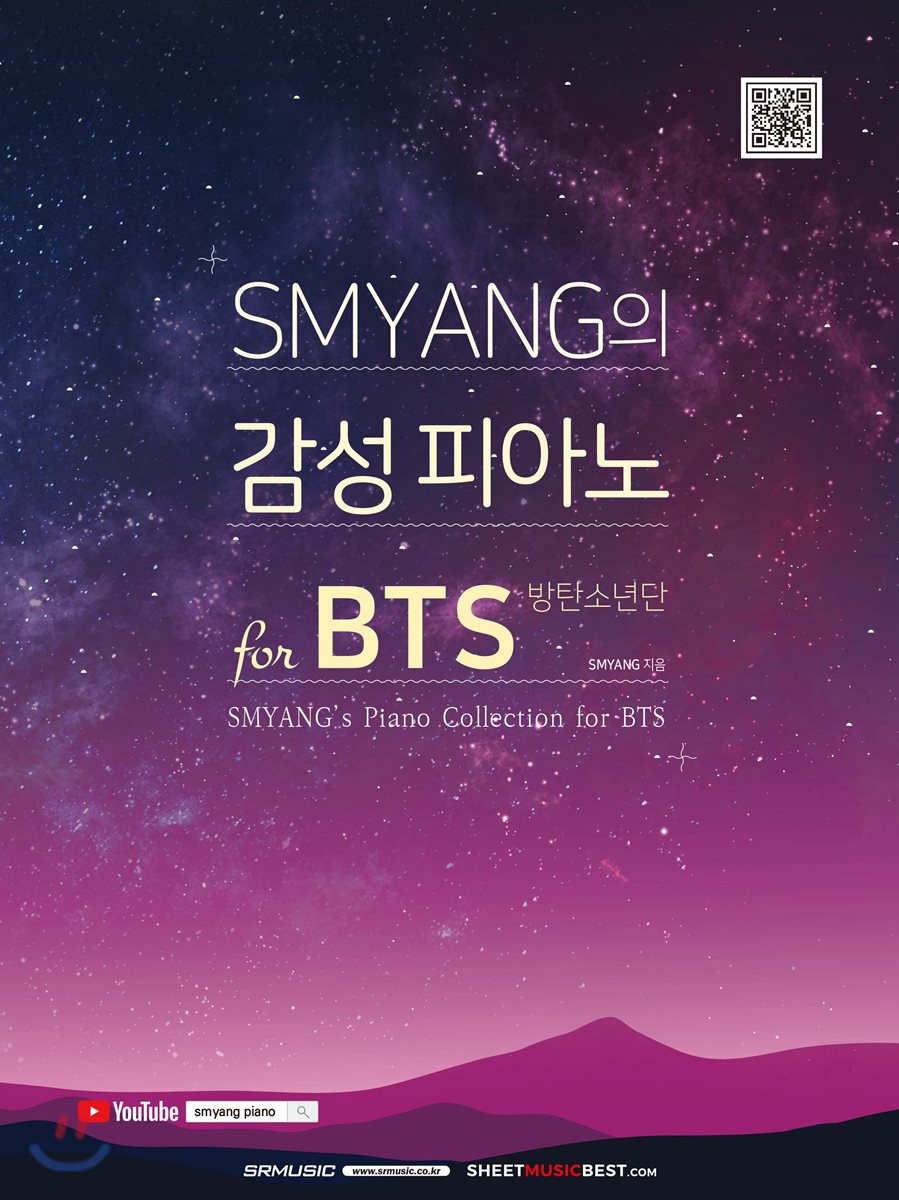 SMYANG의
감성 피아노
for BTS 방탄소년단
SMYANG 지음
SMYANG's Piano Collection for BTS
YouTube smyang piano
SRMUSIC www.srmusic.co.kr SHEETMUSICBEST.COM